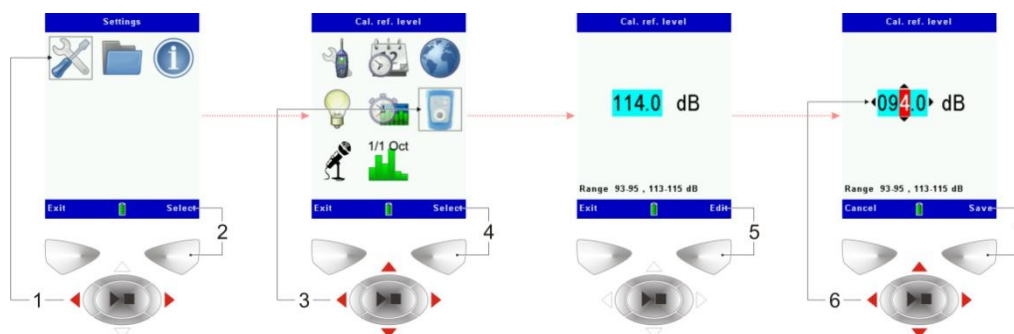 Settings
Exit
Select
1
2
Cal. ref. level
1/1 Oct
Exit
Select
3
4
Cal. ref. level
114.0 dB
Range 93-95 , 113-115 dB
Exit
Edit
5
Cal. ref. level
094.0 dB
Range 93-95 , 113-115 dB
Cancel
Save
6